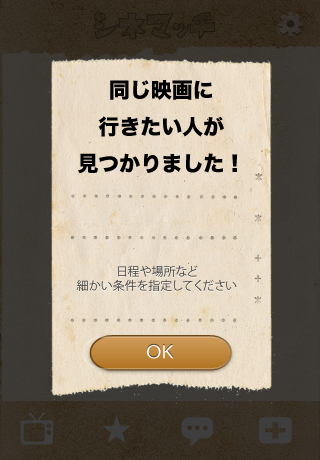 シネマッチ
同じ映画に
行きたい人が
見つかりました！
日程や場所など
細かい条件を指定してください
OK